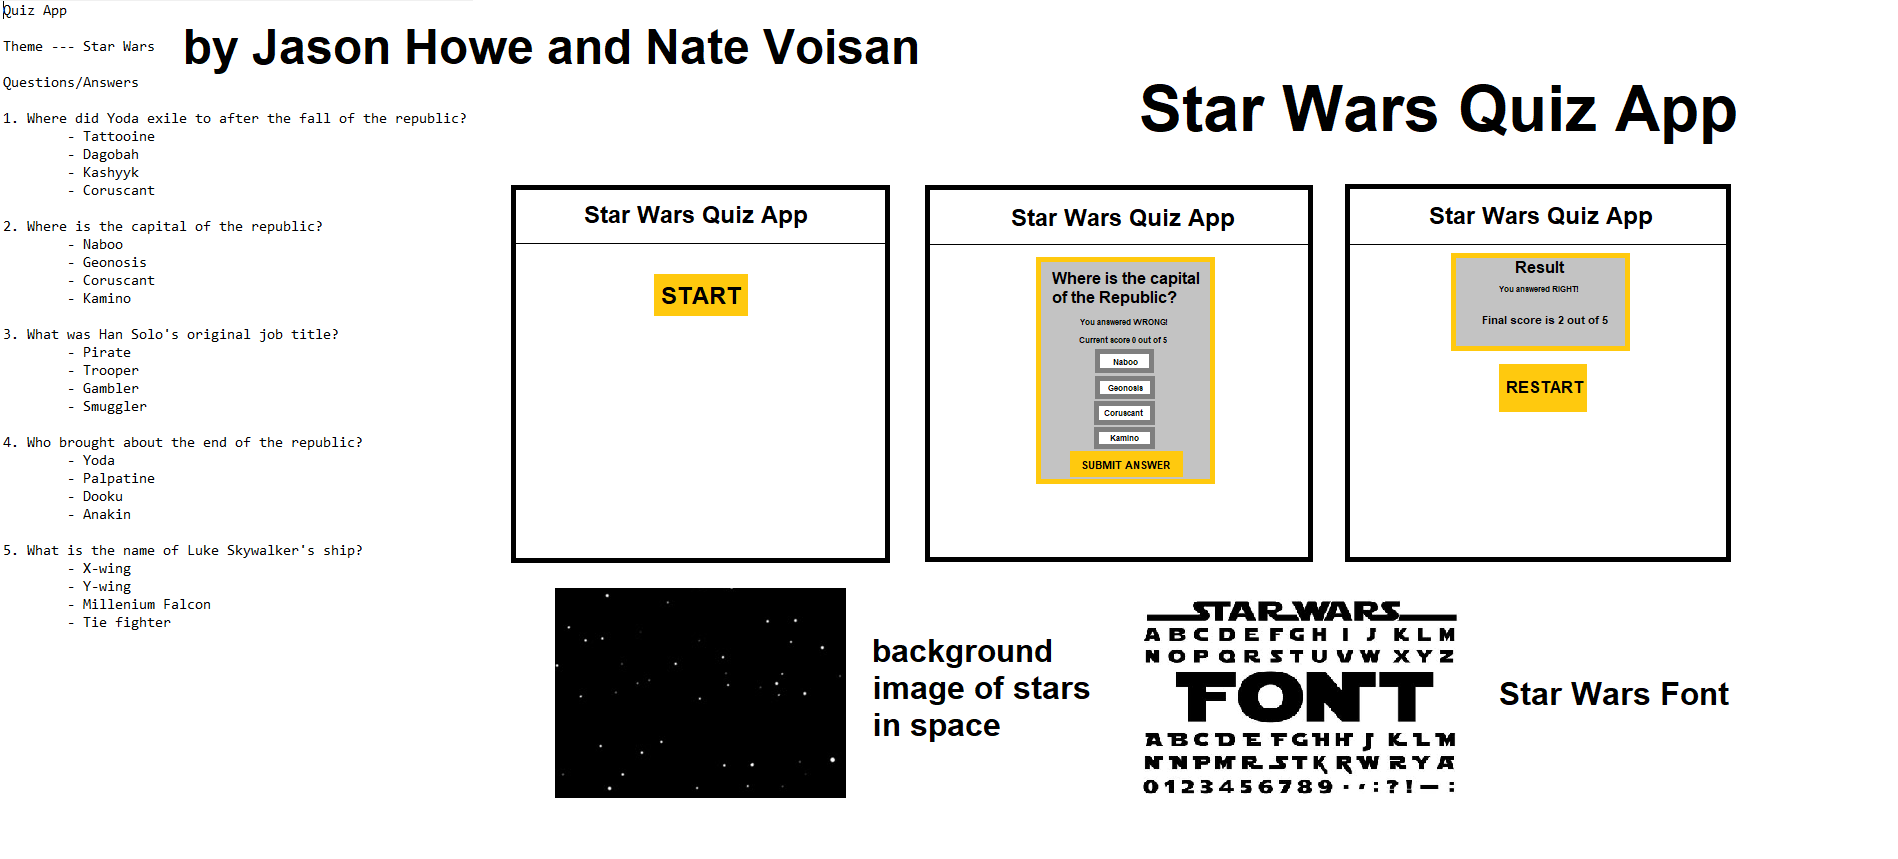 Quiz App
Theme --- Star Wars
by Jason Howe and Nate Voisan
Questions/Answers
1. Where did Yoda exile to after the fall of the republic?
- Tattooine
- Dagobah
- Kashyyk
- Coruscant
2. Where is the capital of the republic?
- Naboo
- Geonosis
- Coruscant
- Kamino
3. What was Han Solo's original job title?
- Pirate
- Trooper
- Gambler
- Smuggler
4. Who brought about the end of the republic?
- Yoda
- Palpatine
- Dooku
- Anakin
5. What is the name of Luke Skywalker's ship?
- X-wing
- Y-wing
- Millenium Falcon
- Tie fighter
Star Wars Quiz App
Star Wars Quiz App
START
Star Wars Quiz App
Where is the capital
of the Republic?
You answered WRONG!
Current score 0 out of 5
Naboo
Geonosis
Coruscant
Kamino
SUBMIT ANSWER
Star Wars Quiz App
Result
You answered RIGHT!
Final score is 2 out of 5
RESTART
background
image of stars
in space
STAR WARS
A B C D E F G H I J K L M
N O P Q R S T U V W X Y Z
FONT
0 1 2 3 4 5 6 7 8 9
Star Wars Font